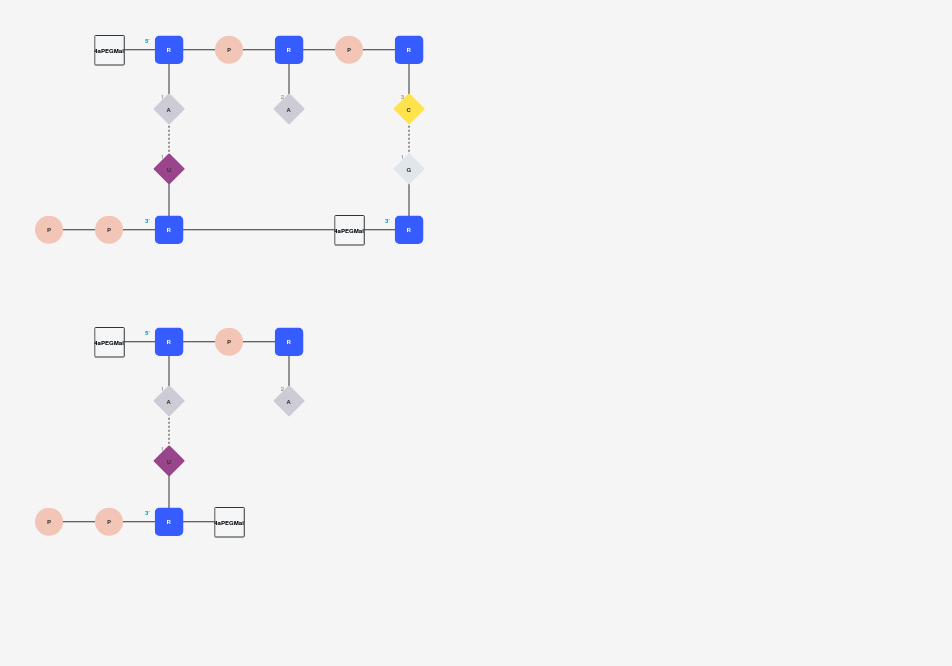 4aPEGMal 5' R P R P R
1 A 2 A 3 C
1 U 1 G
P P 3' R 4aPEGMal 3' R
4aPEGMal 5' R P R
1 A 2 A
1 U
P P 3' R 4aPEGMal